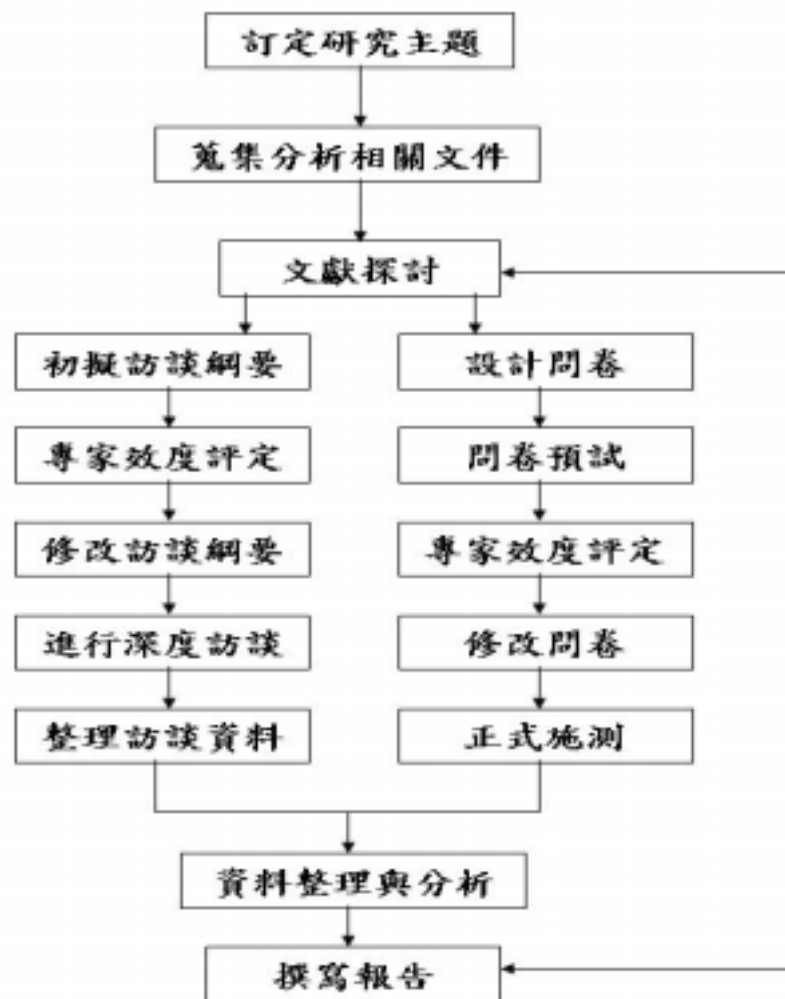 訂定研究主題
蒐集分析相關文件
文獻探討
初擬訪談綱要
專家效度評定
修改訪談綱要
進行深度訪談
整理訪談資料
設計問卷
問卷預試
專家效度評定
修改問卷
正式施測
資料整理與分析
撰寫報告